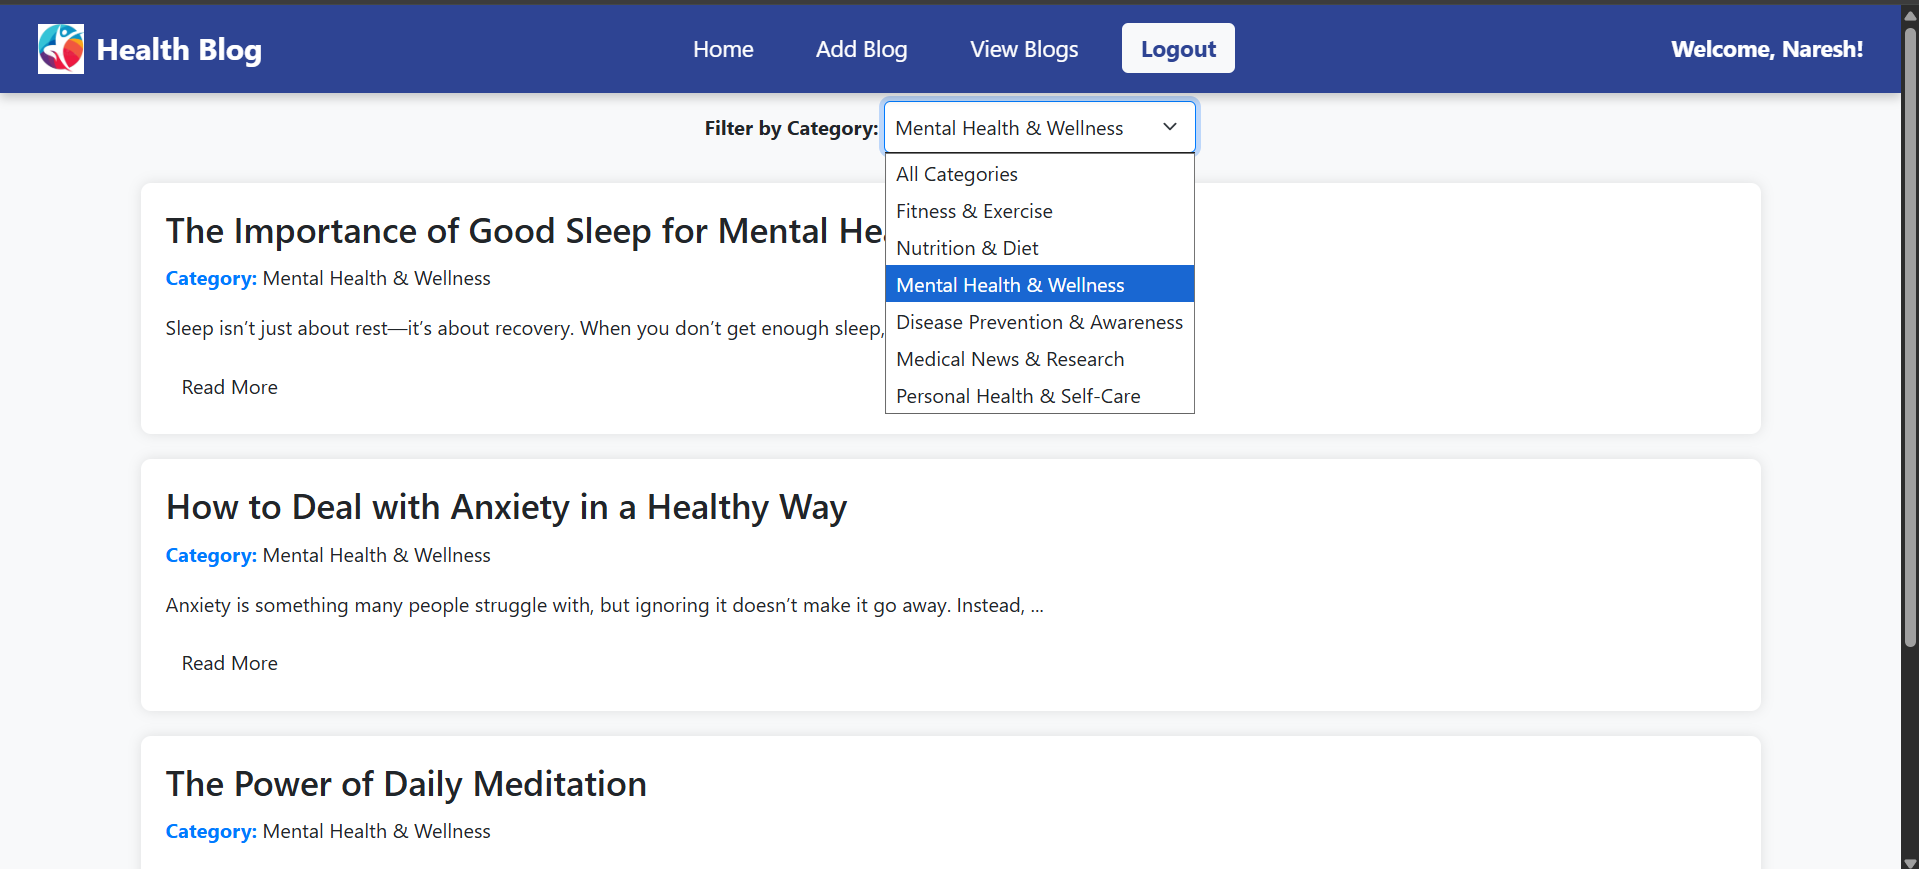 Health Blog
Home
Add Blog
View Blogs
Logout
Welcome, Naresh!
Filter by Category:
Mental Health & Wellness
All Categories
Fitness & Exercise
Nutrition & Diet
Mental Health & Wellness
Disease Prevention & Awareness
Medical News & Research
Personal Health & Self-Care
The Importance of Good Sleep for Mental
Category: Mental Health & Wellness
Sleep isn’t just about rest—it’s about recovery. When you don’t get enough sleep,
Read More
How to Deal with Anxiety in a Healthy Way
Category: Mental Health & Wellness
Anxiety is something many people struggle with, but ignoring it doesn’t make it go away. Instead, ...
Read More
The Power of Daily Meditation
Category: Mental Health & Wellness